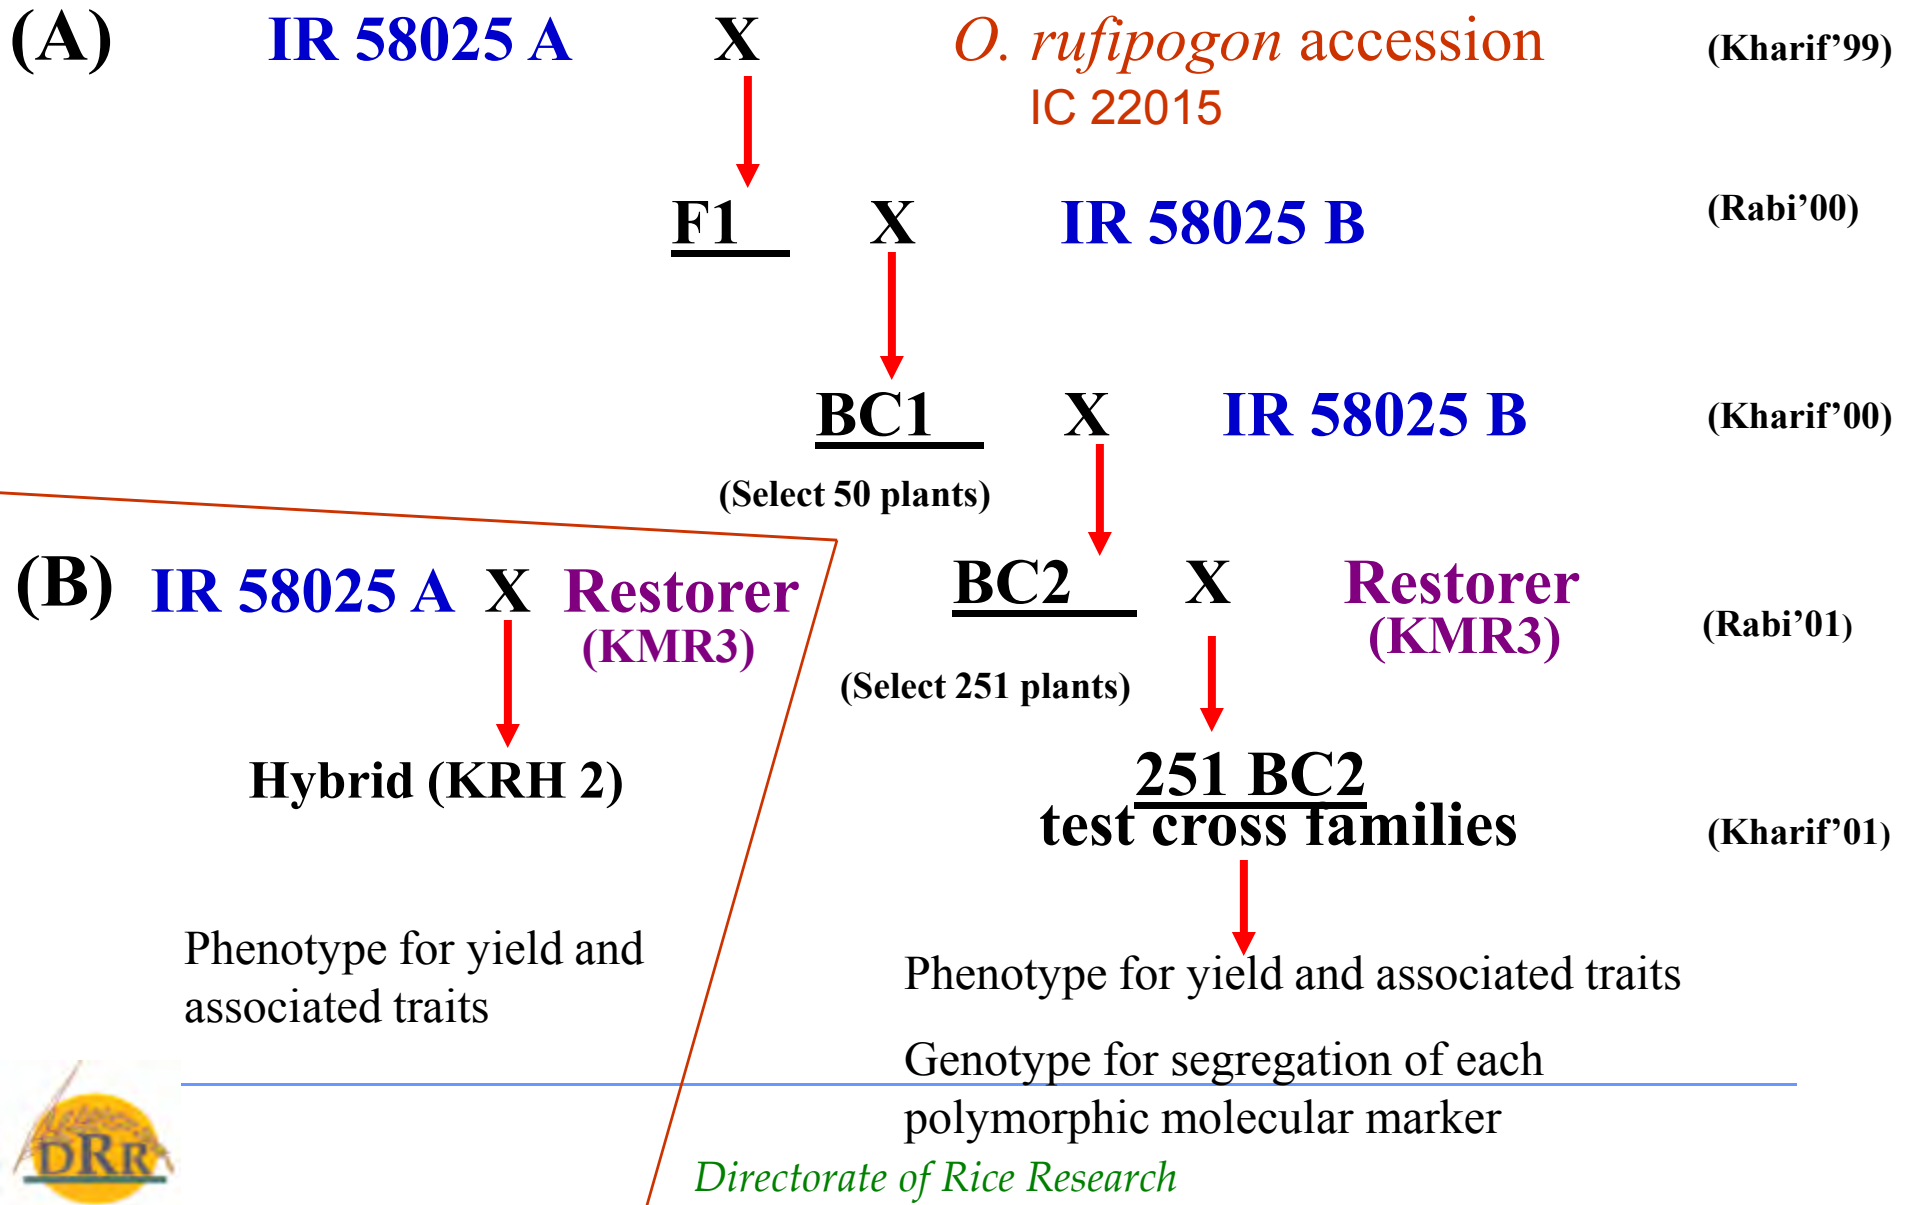 (A) IR 58025 A X O. rufipogon accession (Kharif’99)
IC 22015
F1 X IR 58025 B (Rabi’00)
BC1 X IR 58025 B (Kharif’00)
(Select 50 plants)
(B) IR 58025 A X Restorer
(KMR3)
Hybrid (KRH 2)
Phenotype for yield and
associated traits
BC2 X Restorer
(KMR3) (Rabi’01)
(Select 251 plants)
251 BC2
test cross families (Kharif’01)
Phenotype for yield and associated traits
Genotype for segregation of each
polymorphic molecular marker
DRR
Directorate of Rice Research